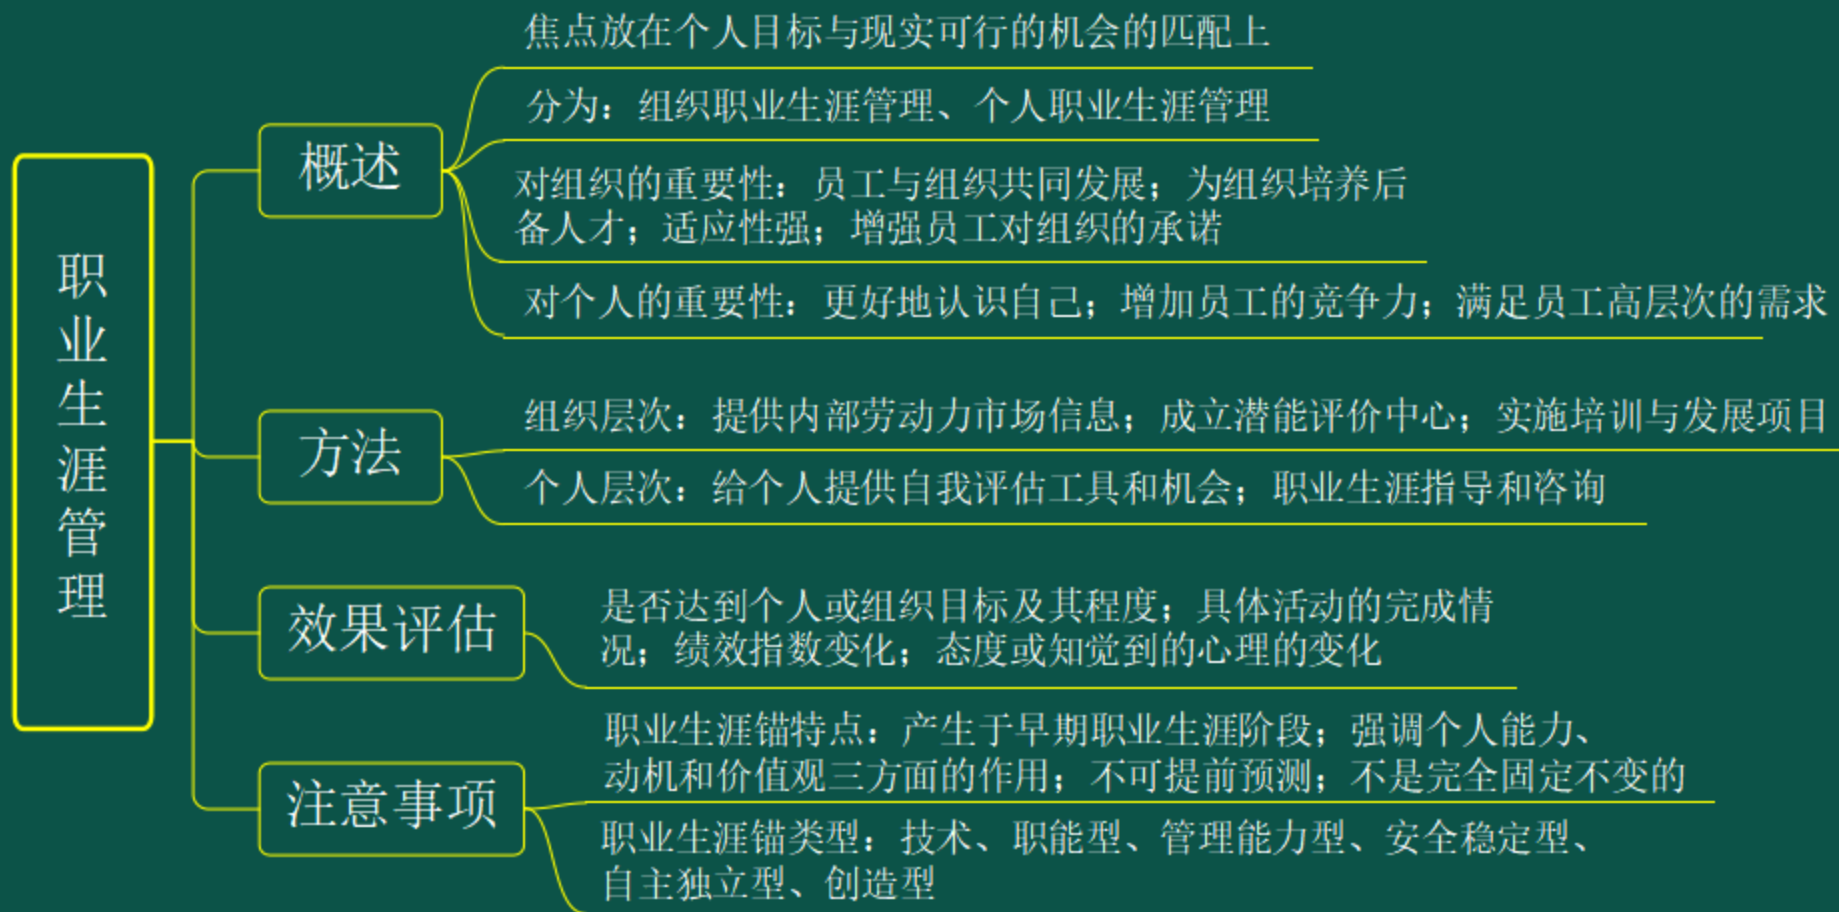 职业生涯管理
概述
焦点放在个人目标与现实可行的机会的匹配上
分为：组织职业生涯管理、个人职业生涯管理
对组织的重要性：员工与组织共同发展；为组织培养后
备人才；适应性强；增强员工对组织的承诺
对个人的重要性：更好地认识自己；增加员工的竞争力；满足员工高层次的需求
方法
组织层次：提供内部劳动力市场信息；成立潜能评价中心；实施培训与发展项目
个人层次：给个人提供自我评估工具和机会；职业生涯指导和咨询
效果评估
是否达到个人或组织目标及其程度；具体活动的完成情
况；绩效指数变化；态度或知觉到的心理的变化
注意事项
职业生涯锚特点：产生于早期职业生涯阶段；强调个人能力、
动机和价值观三方面的作用；不可提前预测；不是完全固定不变的
职业生涯锚类型：技术、职能型、管理能力型、安全稳定型、
自主独立型、创造型